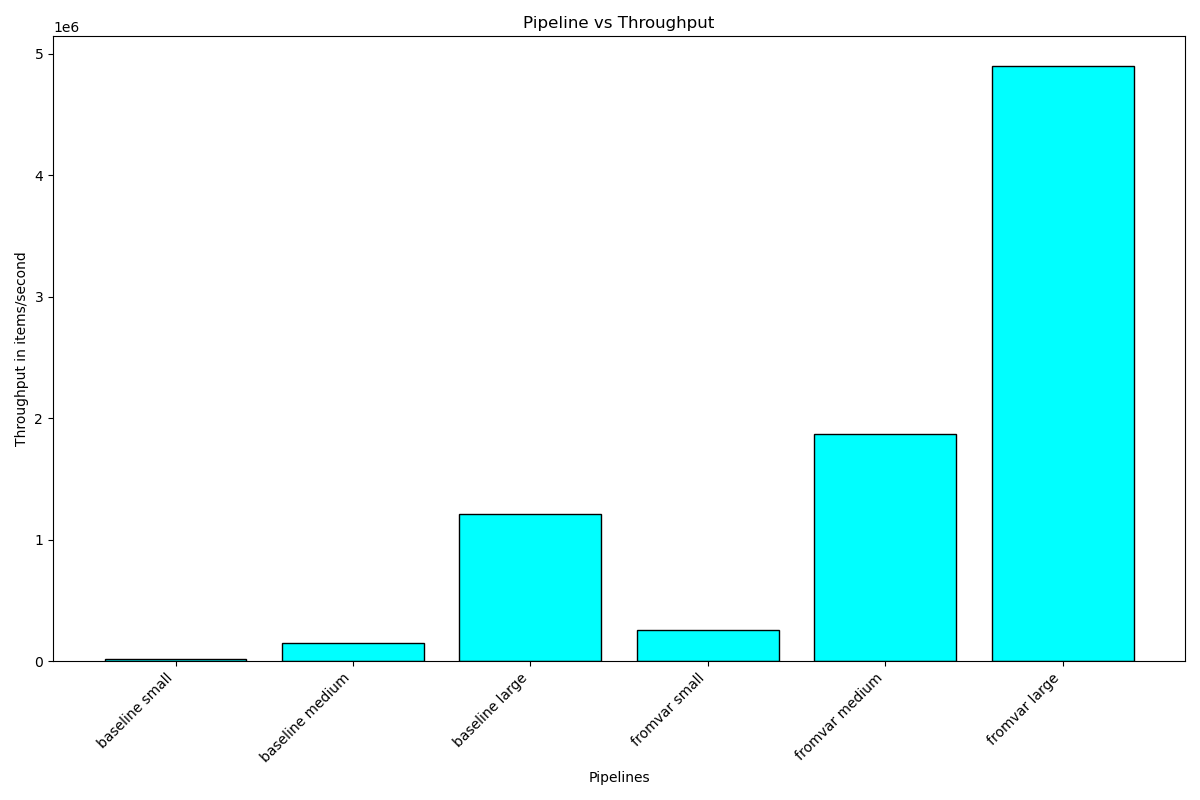 Pipeline vs Throughput
1e6
5
4
3
2
1
0
Throughput in items/second
baseline small
baseline medium
baseline large
fromvar small
fromvar medium
fromvar large
Pipelines